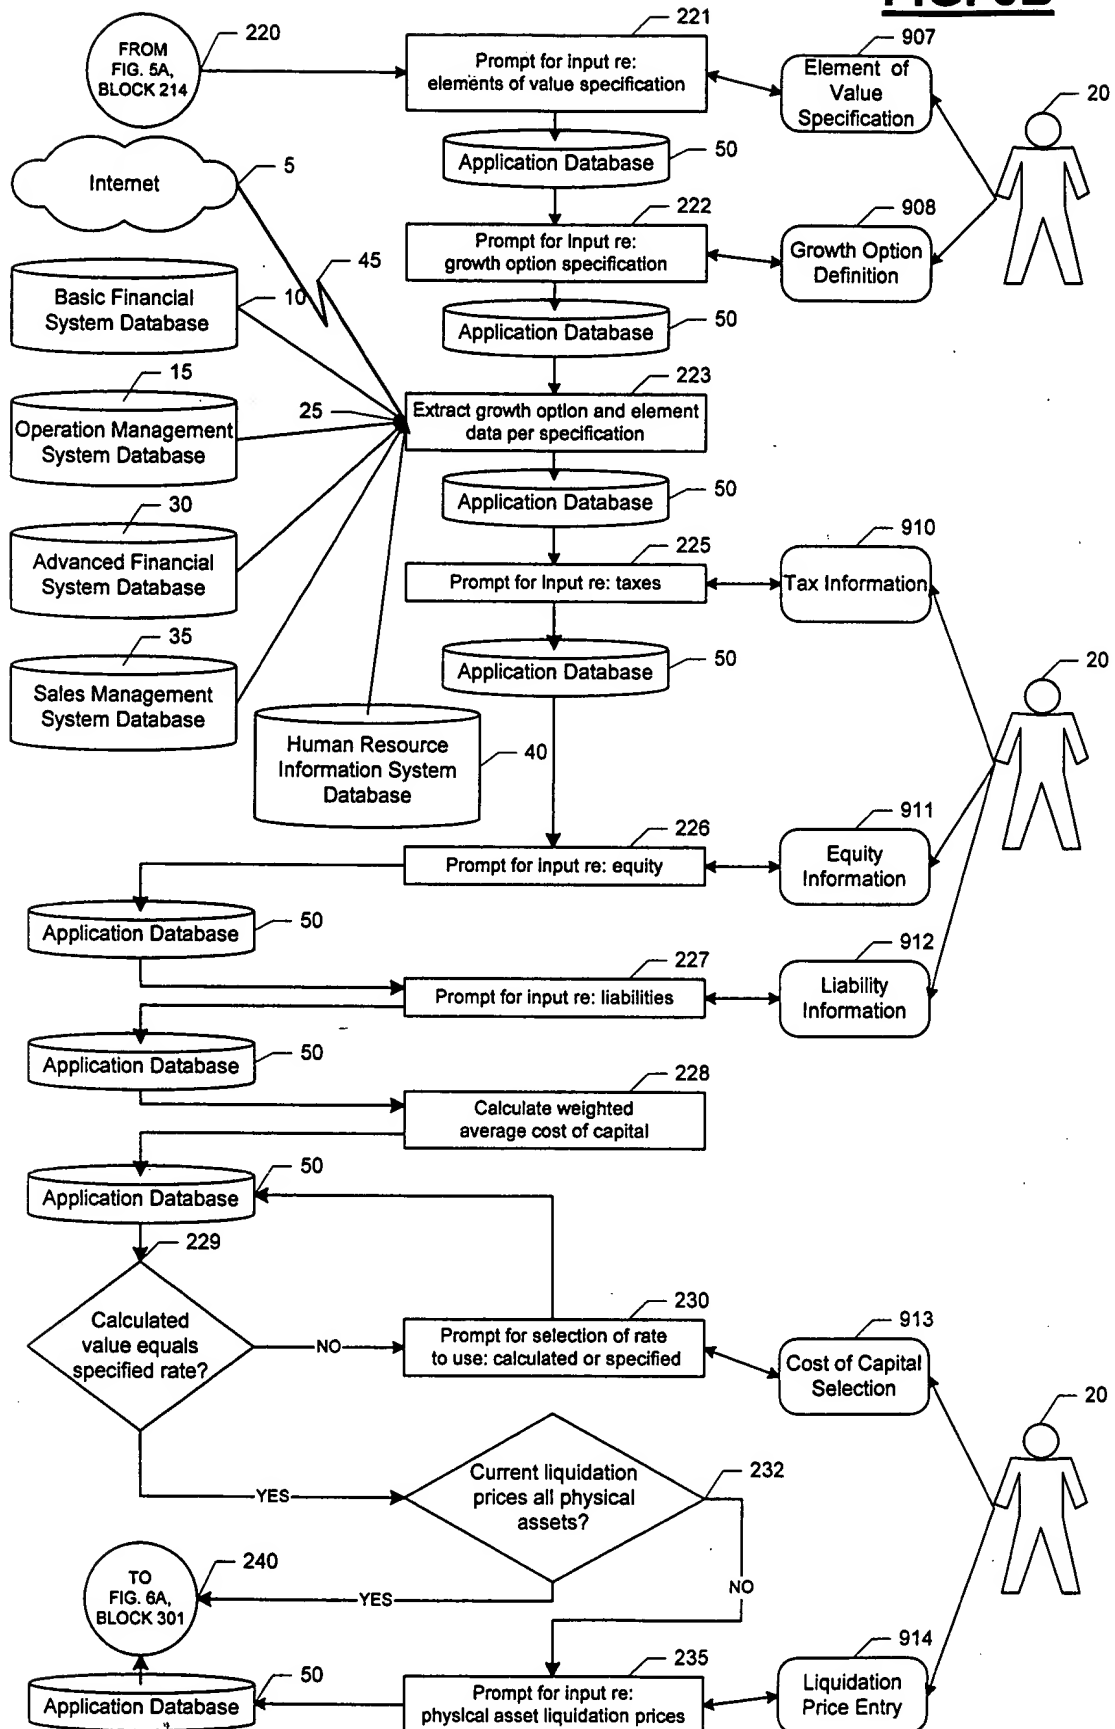 FROM
FIG. 5A,
BLOCK 214
220
221
Prompt for input re:
elements of value specification
907
Element of
Value
Specification
20
Internet
5
Application Database
50
222
Prompt for Input re:
growth option specification
908
Growth Option
Definition
45
Basic Financial
System Database
10
Application Database
50
15
Operation Management
System Database
25
223
Extract growth option and element
data per specification
Application Database
50
30
Advanced Financial
System Database
225
Prompt for Input re: taxes
910
Tax Information
35
Sales Management
System Database
Application Database
50
20
Human Resource
Information System
Database
40
226
Prompt for input re: equity
911
Equity
Information
Application Database
50
227
Prompt for input re: liabilities
912
Liability
Information
Application Database
50
228
Calculate weighted
average cost of capital
Application Database
50
229
Calculated
value equals
specified rate?
NO
230
Prompt for selection of rate
to use: calculated or specified
913
Cost of Capital
Selection
20
YES
Current liquidation
prices all physical
assets?
232
NO
YES
TO
FIG. 6A,
BLOCK 301
240
Application Database
50
235
Prompt for input re:
physical asset liquidation prices
914
Liquidation
Price Entry